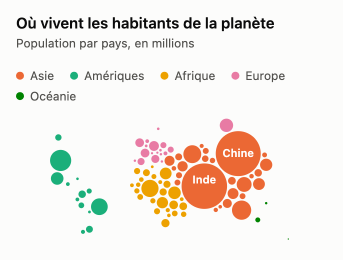 Où vivent les habitants de la planète
Population par pays, en millions
Asie Amériques Afrique Europe
Océanie
Chine
Inde